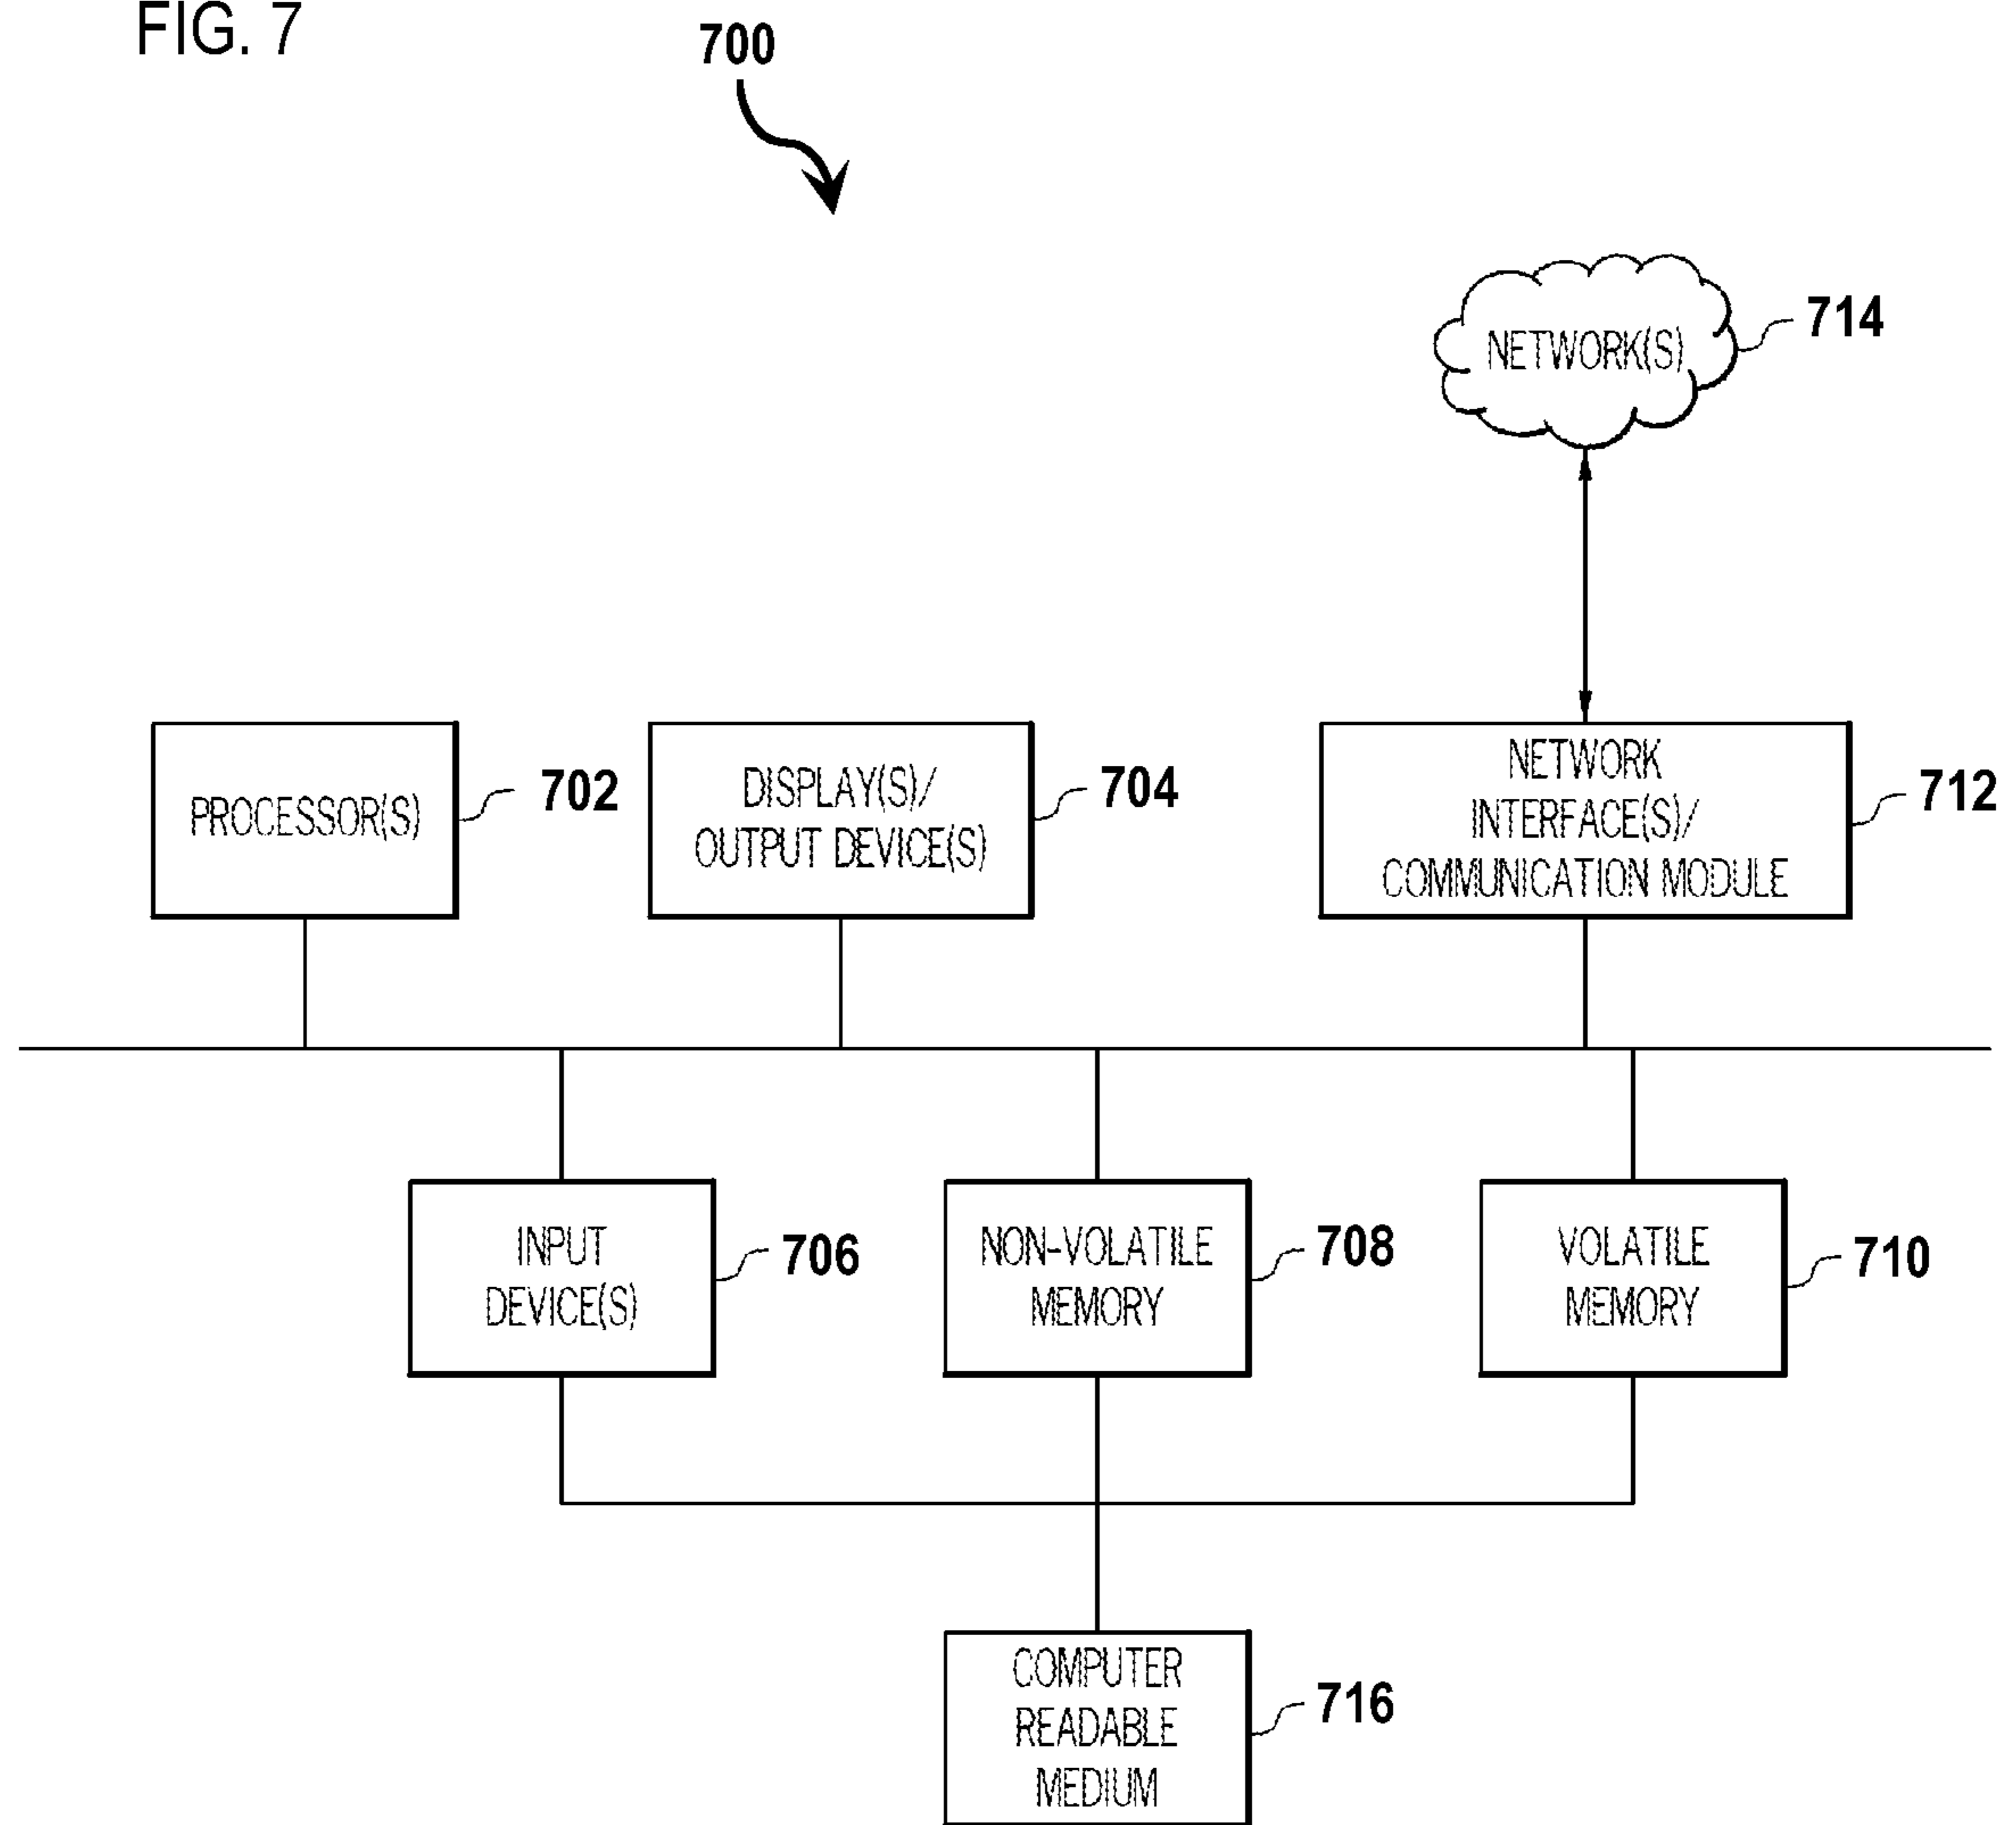 FIG. 7
700
NETWORK(S)
714
PROCESSOR(S)
702
DISPLAY(S)/
OUTPUT DEVICE(S)
704
NETWORK
INTERFACE(S)/
COMMUNICATION MODULE
712
INPUT
DEVICE(S)
706
NON-VOLATILE
MEMORY
708
VOLATILE
MEMORY
710
COMPUTER
READABLE
MEDIUM
716